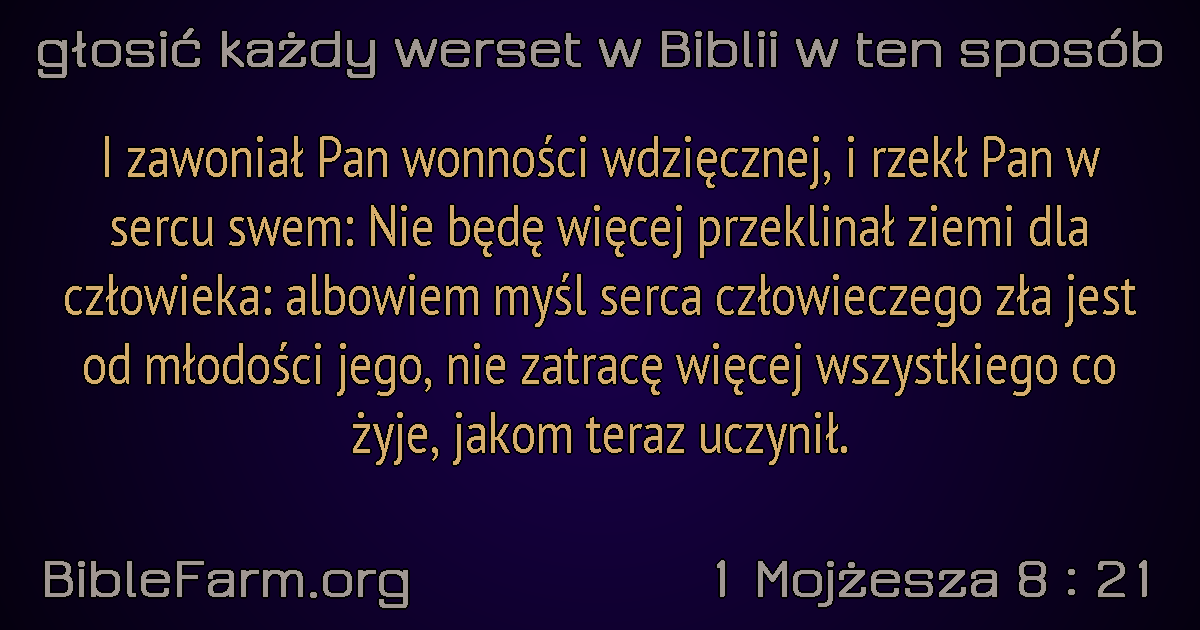 głosić każdy werset w Biblii w ten sposób
I zawoniał Pan wonności wdzięcznej, i rzekł Pan w
sercu swem: Nie będę więcej przeklinał ziemi dla
człowieka: albowiem myśl serca człowieczego zła jest
od młodości jego, nie zatracę więcej wszystkiego co
żyje, jakom teraz uczynił.
BibleFarm.org
1 Mojżesza 8 : 21